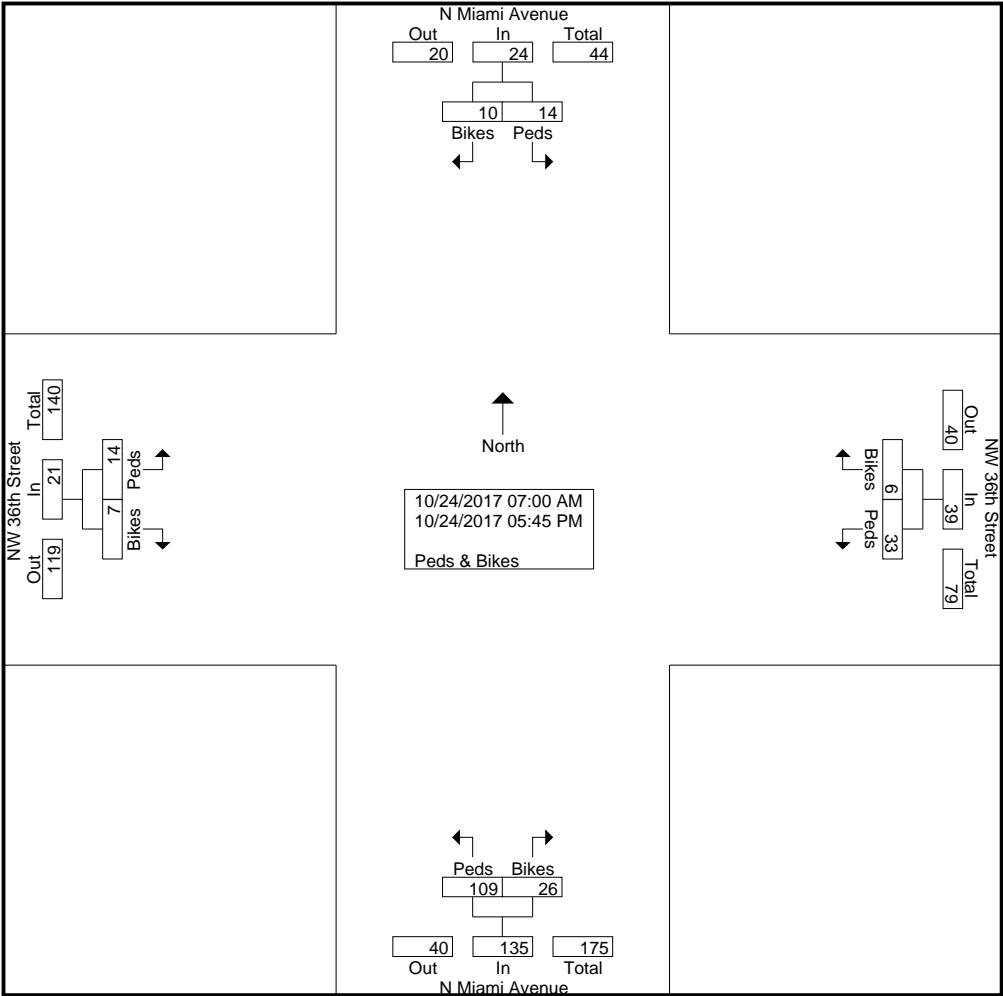 N Miami Avenue
Out In Total
20 24 44
10 14
Bikes Peds
NW 36th Street
Total In Out
140 21 119
14 7
Peds Bikes
North
10/24/2017 07:00 AM
10/24/2017 05:45 PM
Peds & Bikes
NW 36th Street
Out In Total
40 39 79
6 33
Bikes Peds
Peds Bikes
109 26
40 135 175
Out In Total
N Miami Avenue